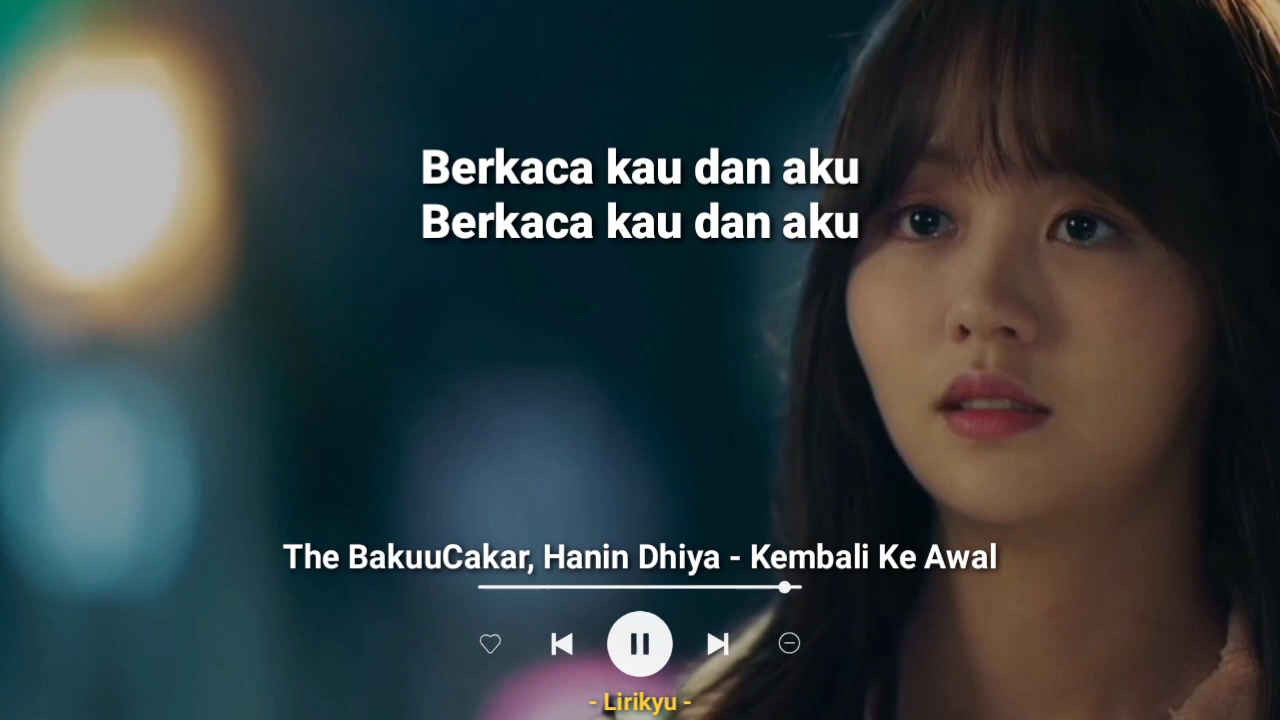 Berkaca kau dan aku
Berkaca kau dan aku
The BakuuCakar, Hanin Dhiya - Kembali Ke Awal
- Lirikyu -